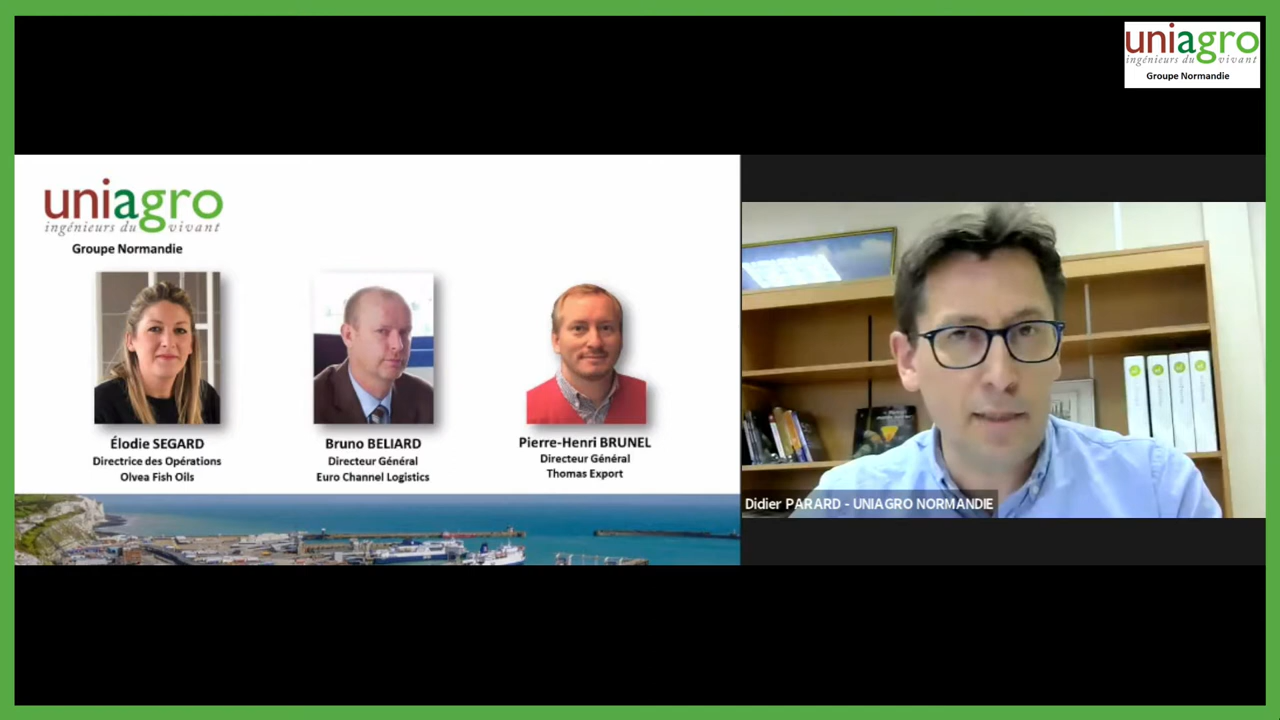 uniagro
ingénieurs du vivant
Groupe Normandie
uniagro
ingénieurs du vivant
Groupe Normandie
Élodie SEGARD
Directrice des Opérations
Olvea Fish Oils
Bruno BELIARD
Directeur Général
Euro Channel Logistics
Pierre-Henri BRUNEL
Directeur Général
Thomas Export
Didier PARARD - UNIAGRO NORMANDIE